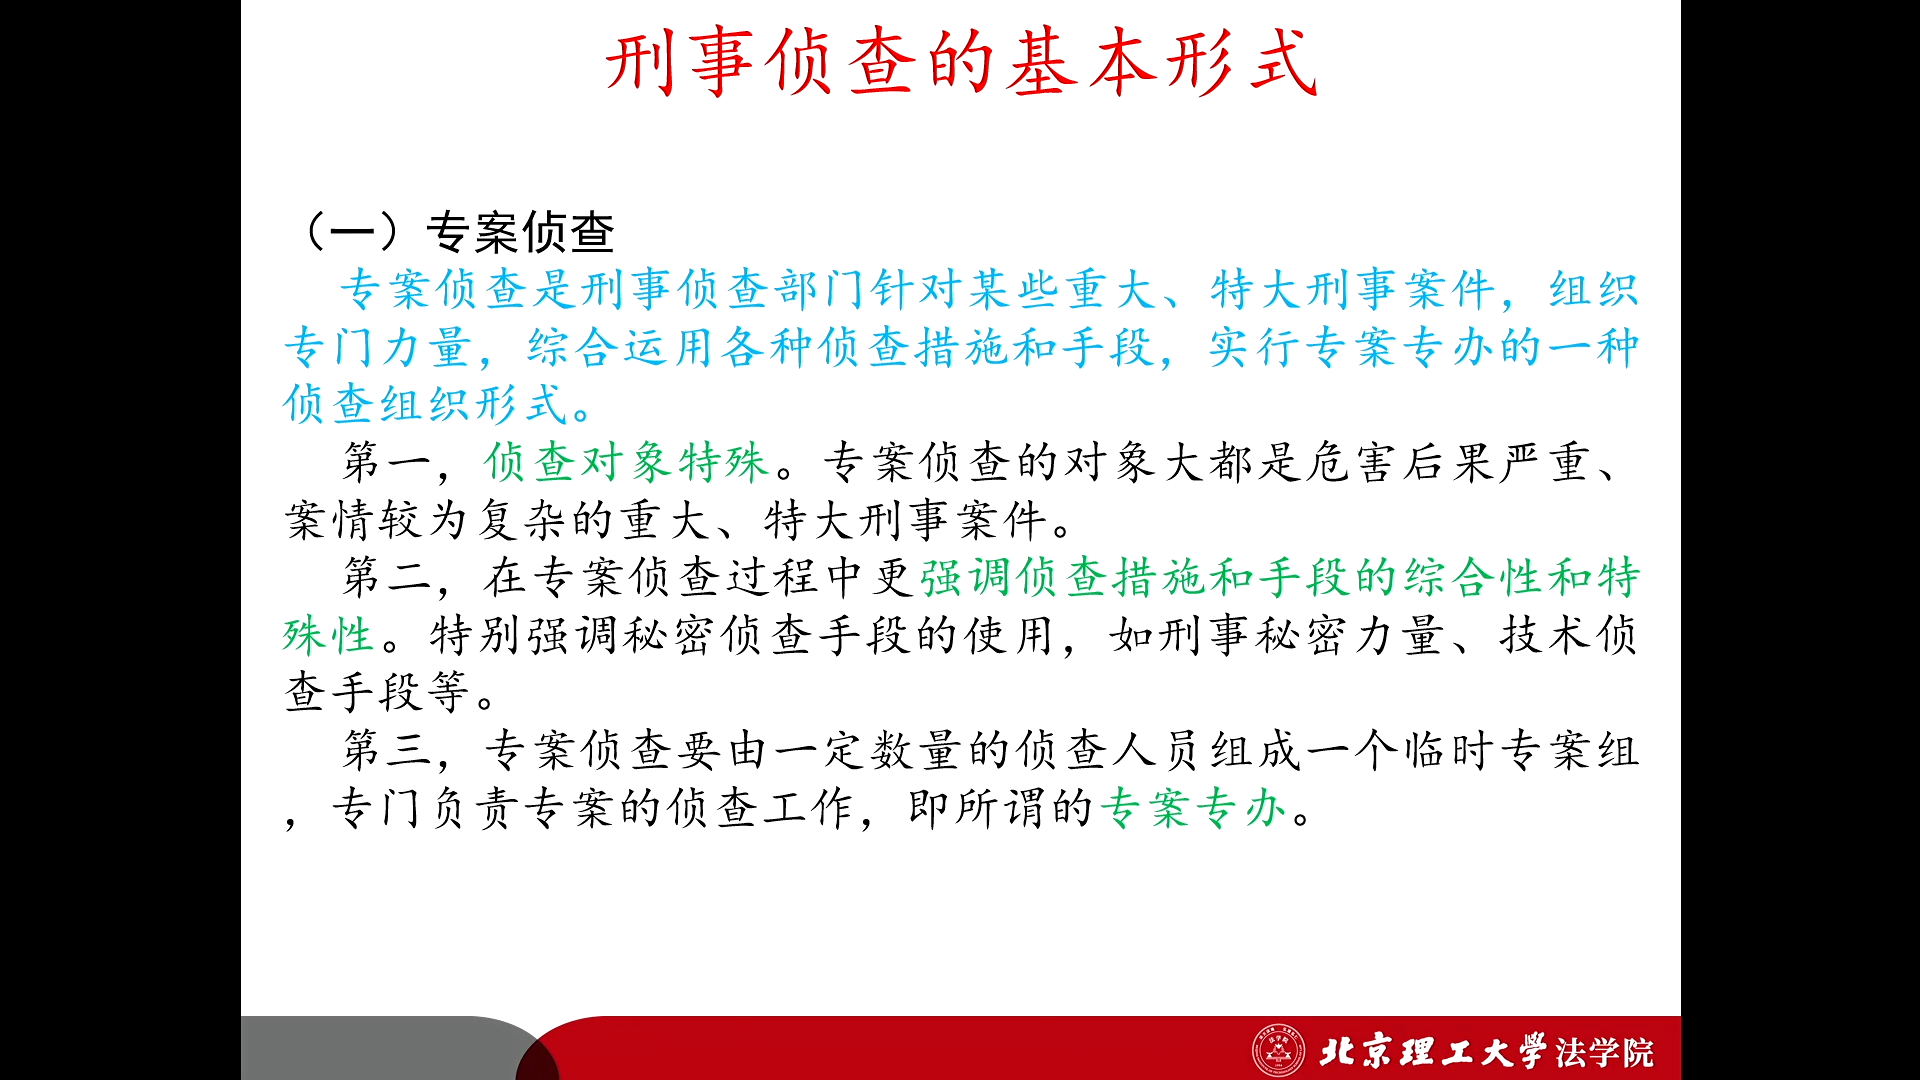 刑事侦查的基本形式
（一）专案侦查
专案侦查是刑事侦查部门针对某些重大、特大刑事案件，组织
专门力量，综合运用各种侦查措施和手段，实行专案专办的一种
侦查组织形式。
第一，侦查对象特殊。专案侦查的对象大都是危害后果严重、
案情较为复杂的重大、特大刑事案件。
第二，在专案侦查过程中更强调侦查措施和手段的综合性和特
殊性。特别强调秘密侦查手段的使用，如刑事秘密力量、技术侦
查手段等。
第三，专案侦查要由一定数量的侦查人员组成一个临时专案组
，专门负责专案的侦查工作，即所谓的专案专办。
北京理工大学法学院